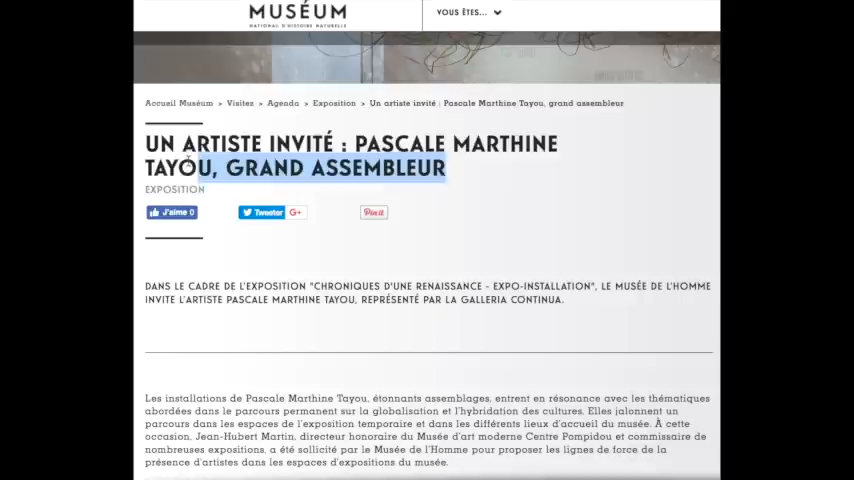 MUSÉUM
NATIONAL D'HISTOIRE NATURELLE
VOUS ÊTES...
Accueil Muséum > Visitez > Agenda > Exposition > Un artiste invité : Pascale Marthine Tayou, grand assembleur
UN ARTISTE INVITÉ : PASCALE MARTHINE
TAYOU, GRAND ASSEMBLEUR
EXPOSITION
J'aime 0
Tweeter
G+
Pin it
DANS LE CADRE DE L'EXPOSITION "CHRONIQUES D'UNE RENAISSANCE - EXPO-INSTALLATION", LE MUSÉE DE L'HOMME
INVITE L'ARTISTE PASCALE MARTHINE TAYOU, REPRÉSENTÉ PAR LA GALLERIA CONTINUA.
Les installations de Pascale Marthine Tayou, étonnants assemblages, entrent en résonance avec les thématiques
abordées dans le parcours permanent sur la globalisation et l'hybridation des cultures. Elles jalonnent un
parcours dans les espaces de l'exposition temporaire et dans les différents lieux d'accueil du musée. À cette
occasion, Jean-Hubert Martin, directeur honoraire du Musée d'art moderne Centre Pompidou et commissaire de
nombreuses expositions, a été sollicité par le Musée de l'Homme pour proposer les lignes de force de la
présence d'artistes dans les espaces d'expositions du musée.